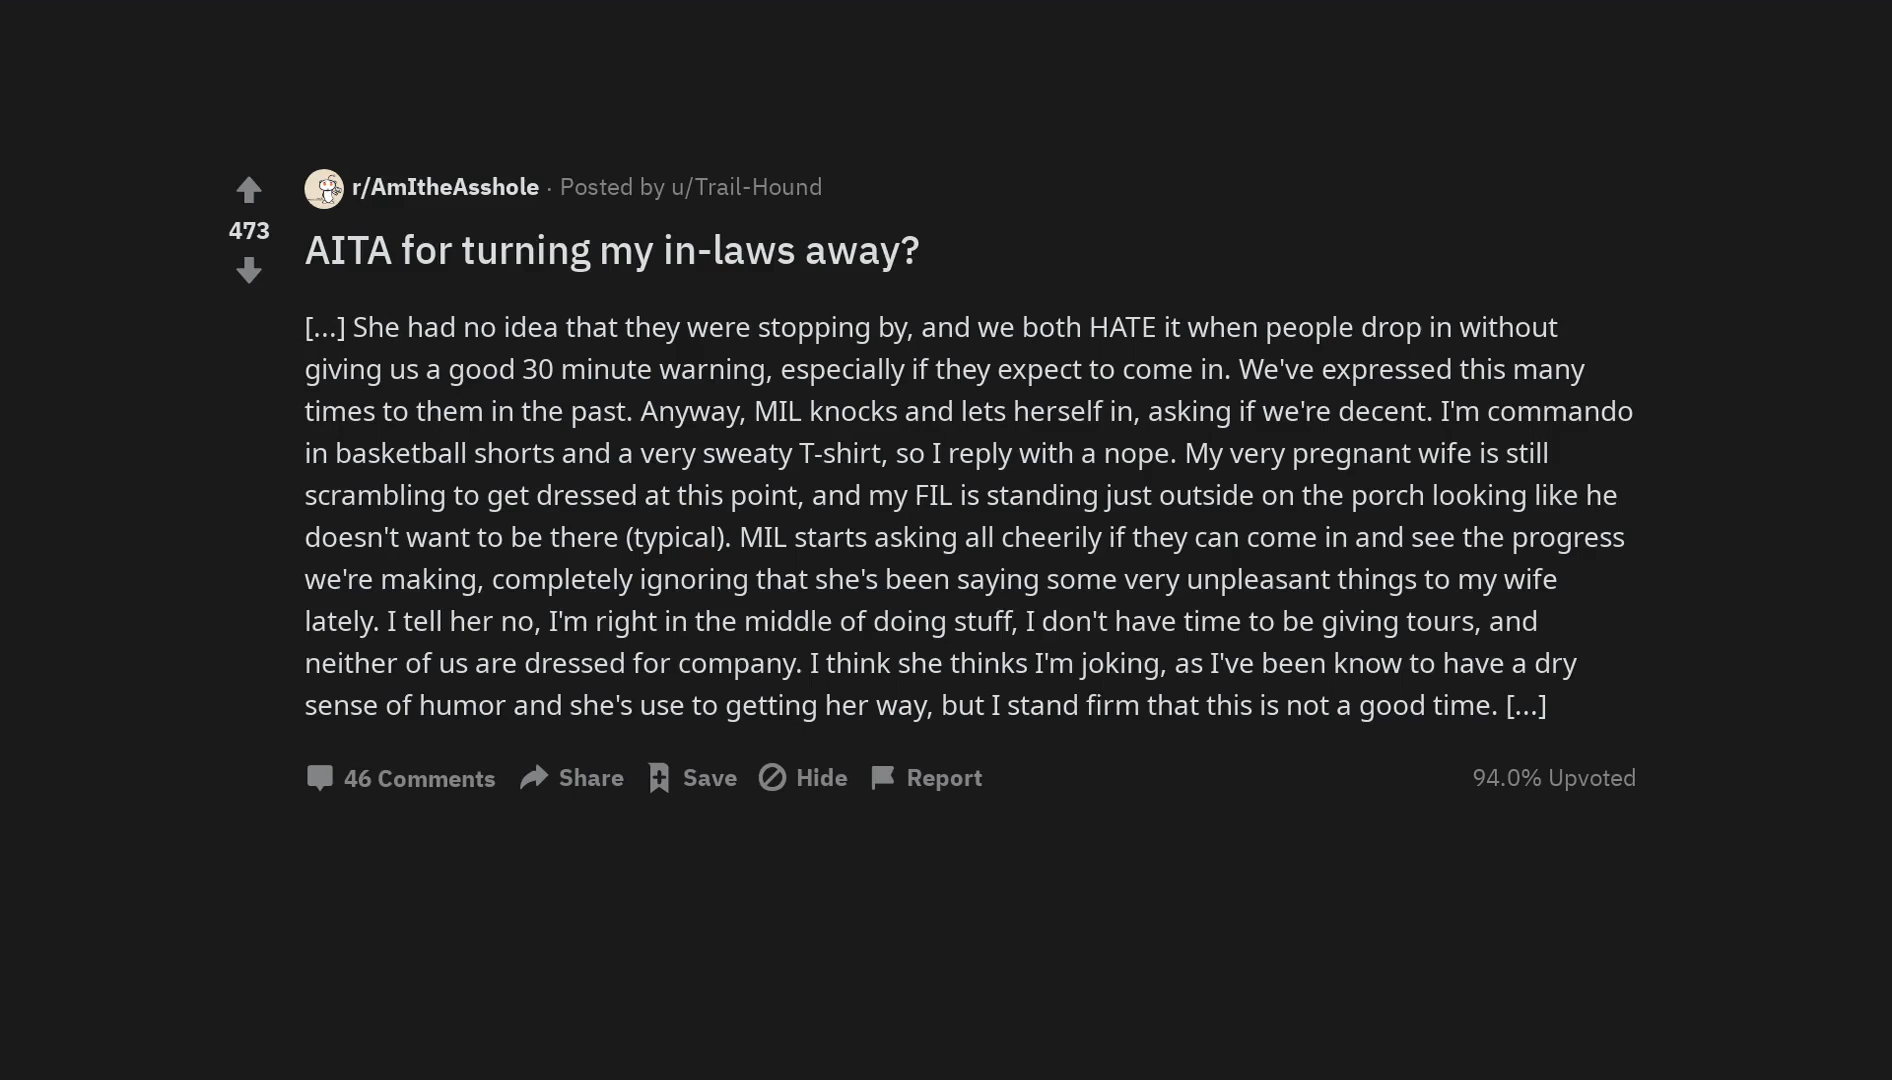 r/AmItheAsshole · Posted by u/Trail-Hound
473
AITA for turning my in-laws away?
[...] She had no idea that they were stopping by, and we both HATE it when people drop in without
giving us a good 30 minute warning, especially if they expect to come in. We've expressed this many
times to them in the past. Anyway, MIL knocks and lets herself in, asking if we're decent. I'm commando
in basketball shorts and a very sweaty T-shirt, so I reply with a nope. My very pregnant wife is still
scrambling to get dressed at this point, and my FIL is standing just outside on the porch looking like he
doesn't want to be there (typical). MIL starts asking all cheerily if they can come in and see the progress
we're making, completely ignoring that she's been saying some very unpleasant things to my wife
lately. I tell her no, I'm right in the middle of doing stuff, I don't have time to be giving tours, and
neither of us are dressed for company. I think she thinks I'm joking, as I've been know to have a dry
sense of humor and she's use to getting her way, but I stand firm that this is not a good time. [...]
46 Comments Share Save Hide Report 94.0% Upvoted